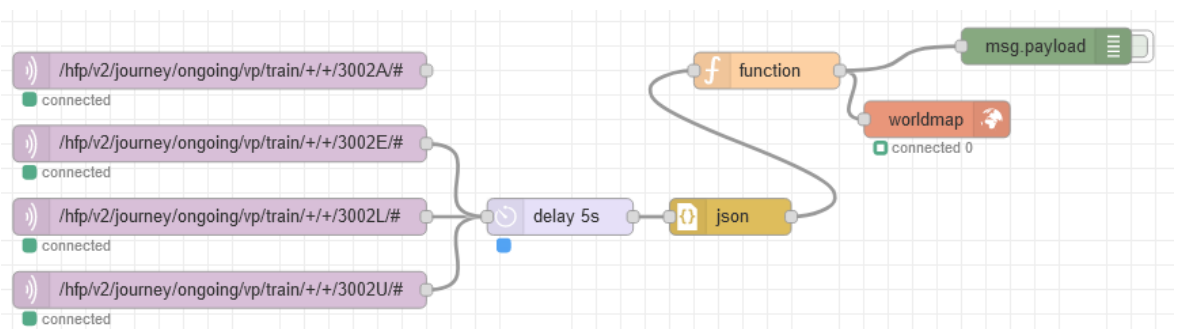 msg.payload
/hfp/v2/journey/ongoing/vp/train/+/+/3002A/#
function
connected
worldmap
/hfp/v2/journey/ongoing/vp/train/+/+/3002E/#
connected 0
connected
/hfp/v2/journey/ongoing/vp/train/+/+/3002L/#
delay 5s
json
connected
/hfp/v2/journey/ongoing/vp/train/+/+/3002U/#
connected